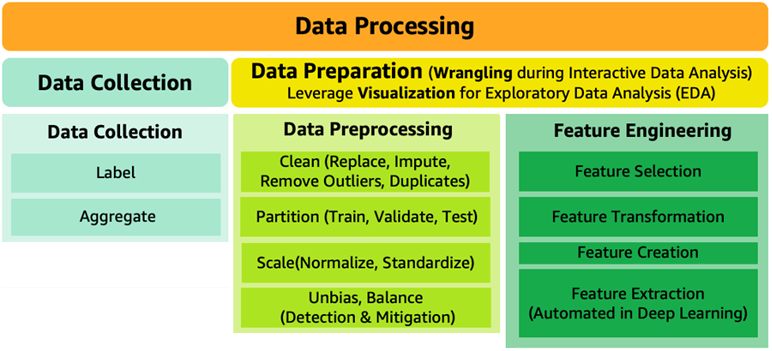 Data Processing
Data Collection
Data Preparation (Wrangling during Interactive Data Analysis)
Leverage Visualization for Exploratory Data Analysis (EDA)
Data Collection
Label
Aggregate
Data Preprocessing
Clean (Replace, Impute,
Remove Outliers, Duplicates)
Partition (Train, Validate, Test)
Scale(Normalize, Standardize)
Unbias, Balance
(Detection & Mitigation)
Feature Engineering
Feature Selection
Feature Transformation
Feature Creation
Feature Extraction
(Automated in Deep Learning)